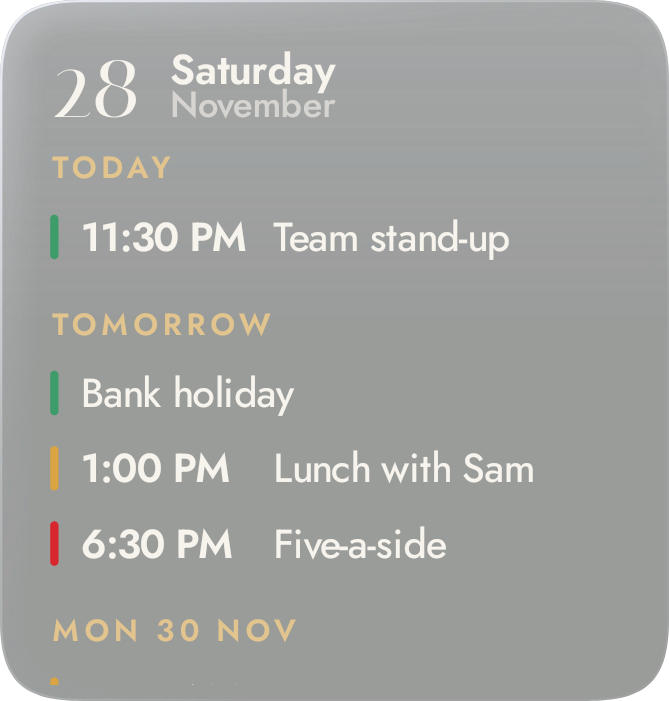 28 Saturday
November
TODAY
11:30 PM Team stand-up
TOMORROW
Bank holiday
1:00 PM Lunch with Sam
6:30 PM Five-a-side
MON 30 NOV